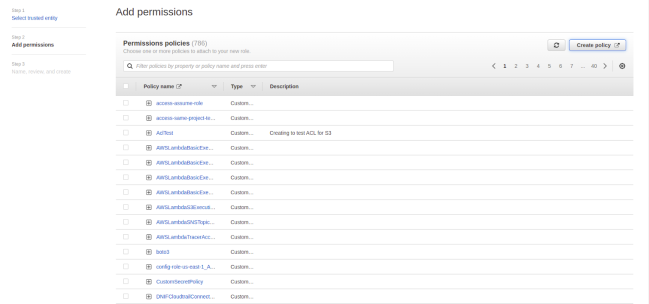 Step 1
Select trusted entity
Step 2
Add permissions
Step 3
Name, review, and create
Add permissions
Permissions policies (786)
Choose one or more policies to attach to your new role.
Create policy
Filter policies by property or policy name and press enter
< 1 2 3 4 5 6 7 ... 40 >
Policy name Type Description
access-assume-role Custom...
access-same-project-te... Custom...
AclTest Custom... Creating to test ACL for S3
AWSLambdaBasicExe... Custom...
AWSLambdaBasicExe... Custom...
AWSLambdaBasicExe... Custom...
AWSLambdaBasicExe... Custom...
AWSLambdaS3Executi... Custom...
AWSLambdaSNSTopic... Custom...
AWSLambdaTracerAcc... Custom...
boto3 Custom...
config-role-us-east-1_A... Custom...
CustomSecretPolicy Custom...
DNIFCloudtrailConnect... Custom...